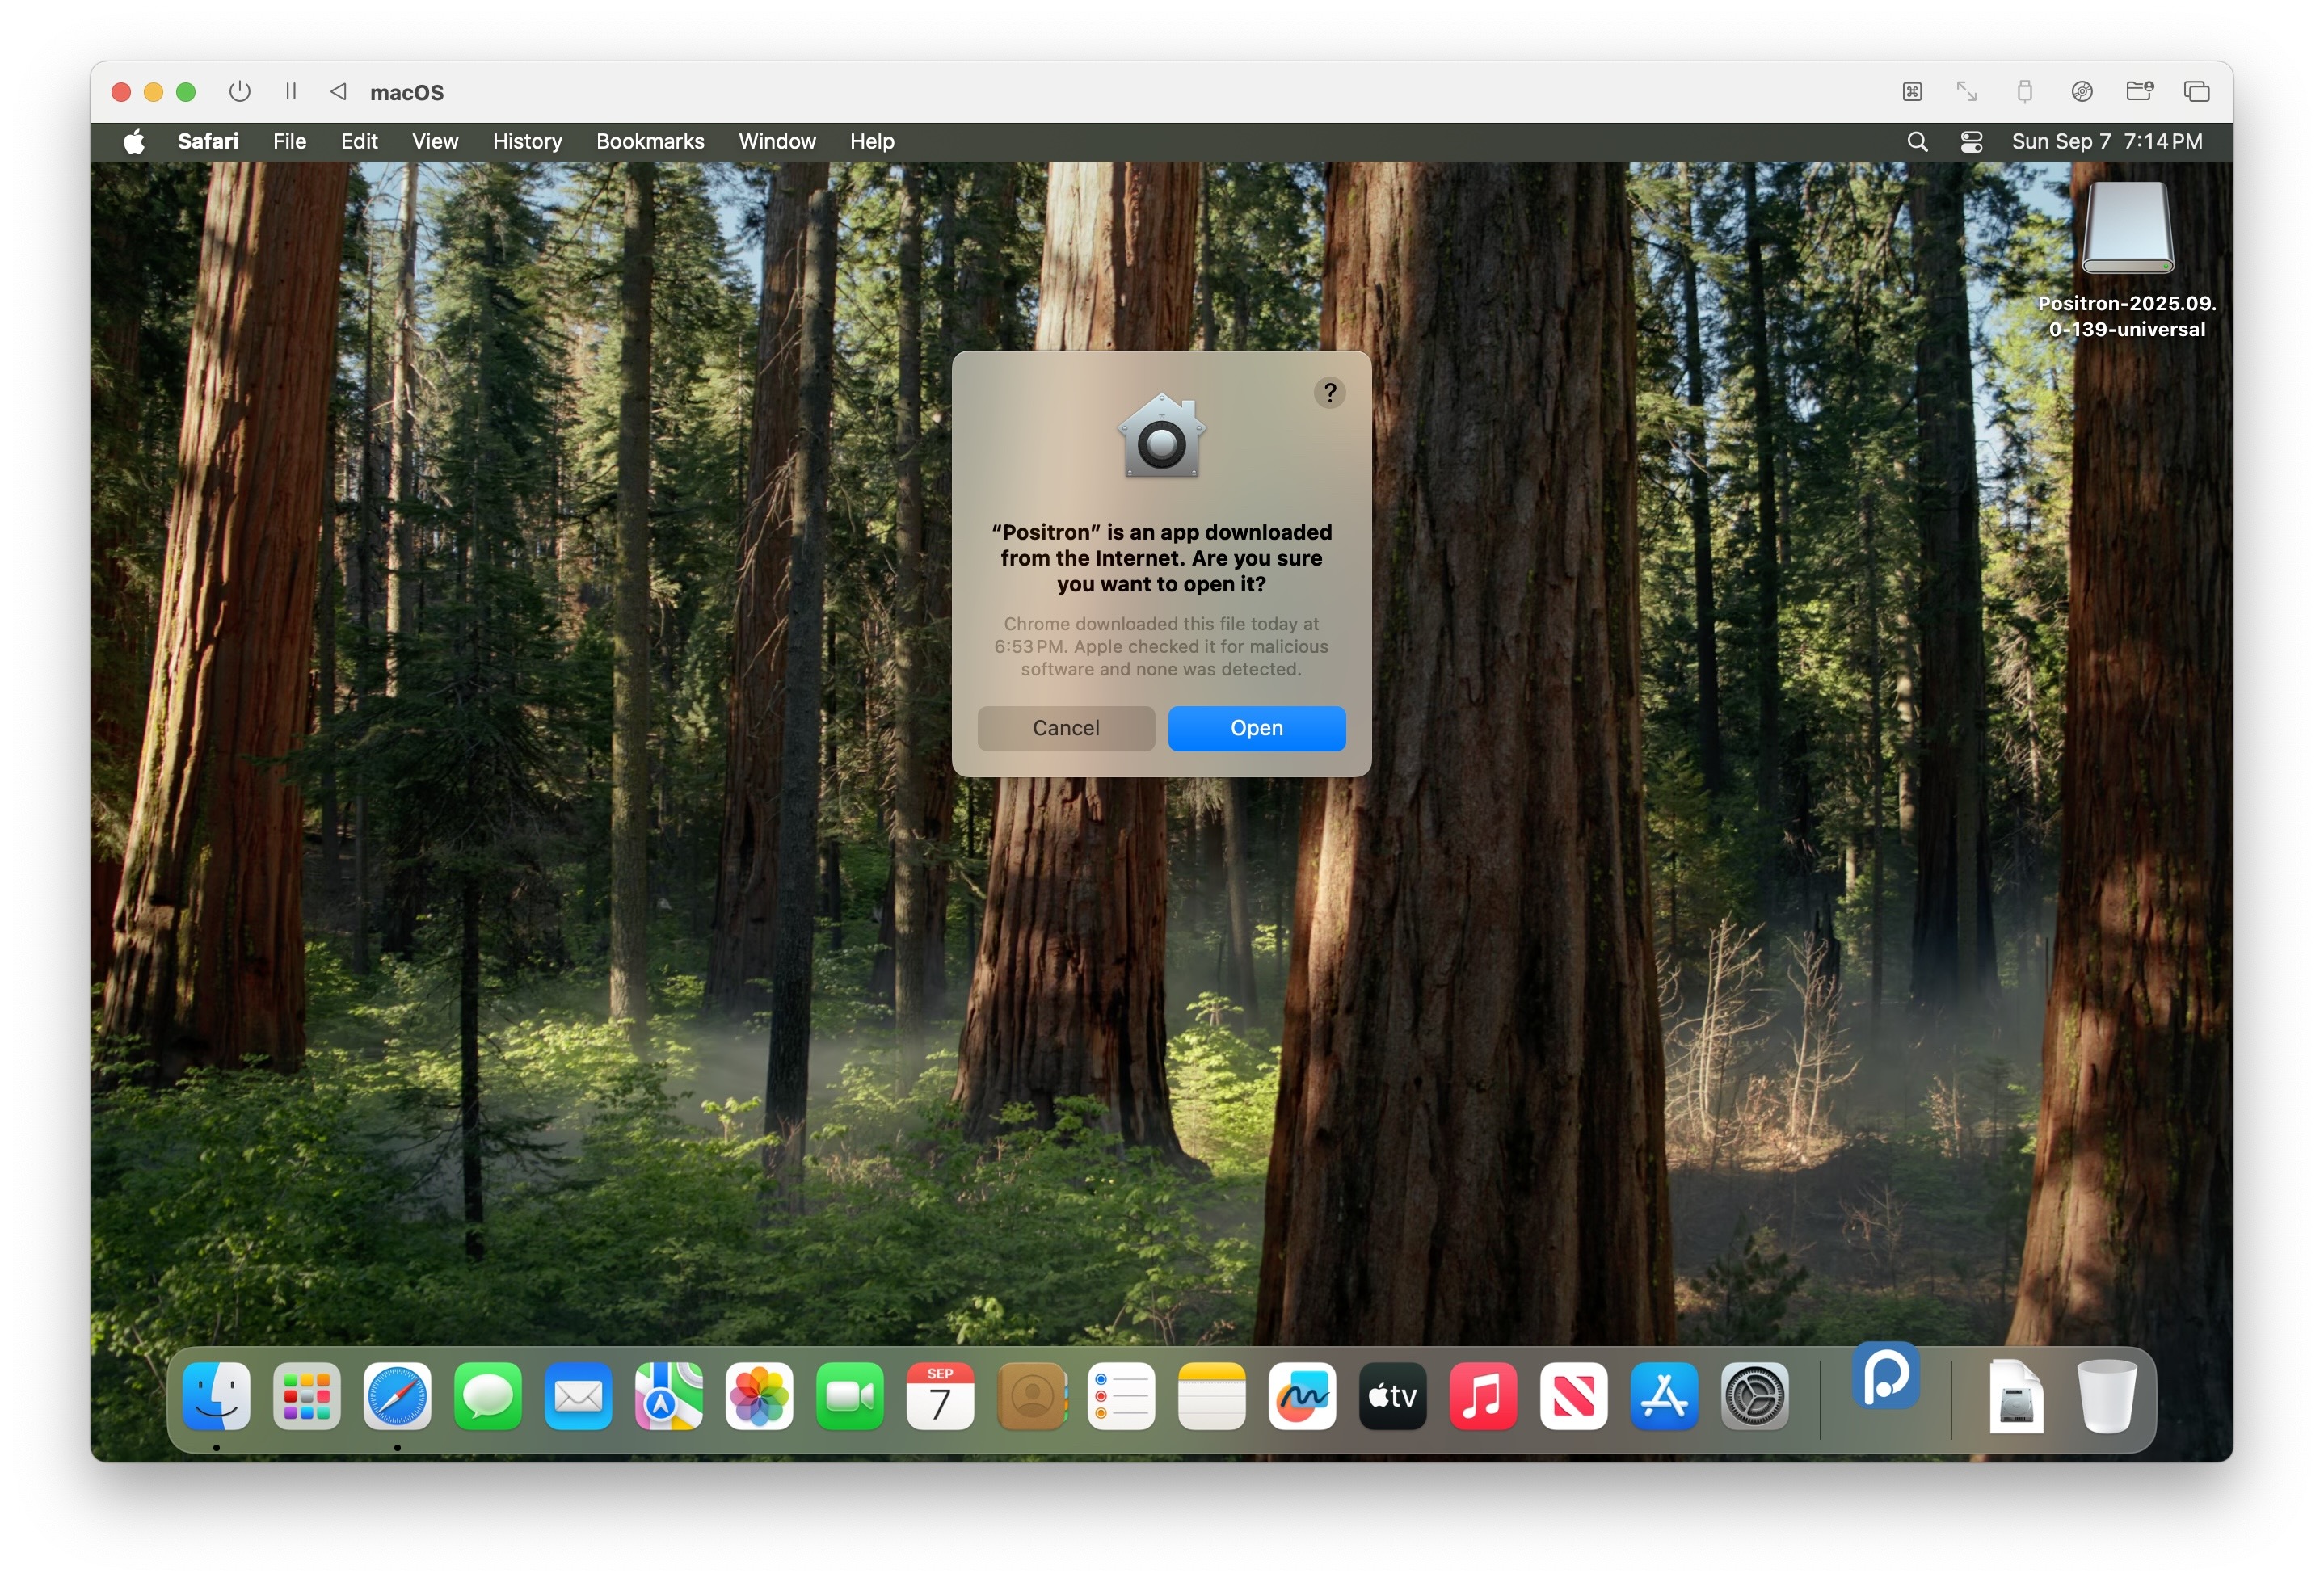 macOS
Safari File Edit View History Bookmarks Window Help Sun Sep 7 7:14 PM
Positron-2025.09.
0-139-universal
?
“Positron” is an app downloaded
from the Internet. Are you sure
you want to open it?
Chrome downloaded this file today at
6:53 PM. Apple checked it for malicious
software and none was detected.
Cancel Open
SEP
7
tv